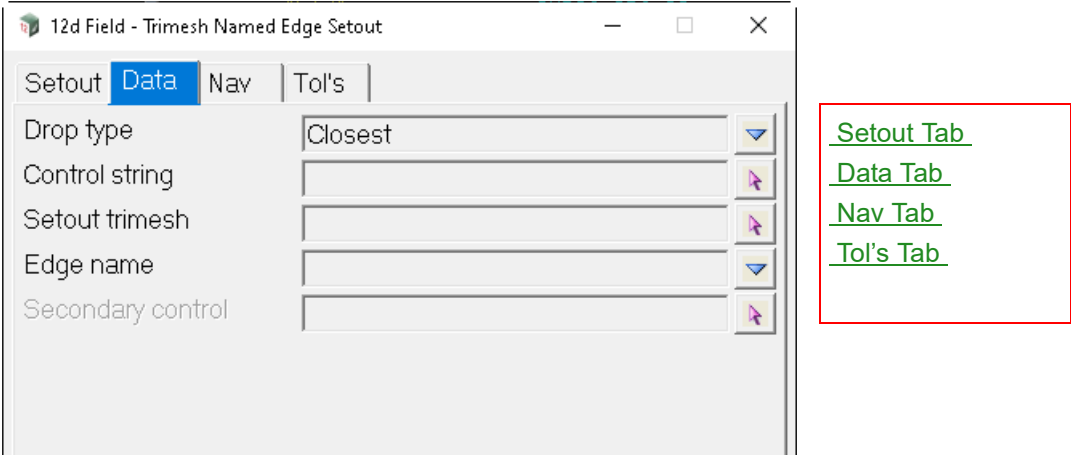 12d Field - Trimesh Named Edge Setout
Setout Data Nav Tol's
Drop type Closest
Control string
Setout trimesh
Edge name
Secondary control
Setout Tab
Data Tab
Nav Tab
Tol’s Tab